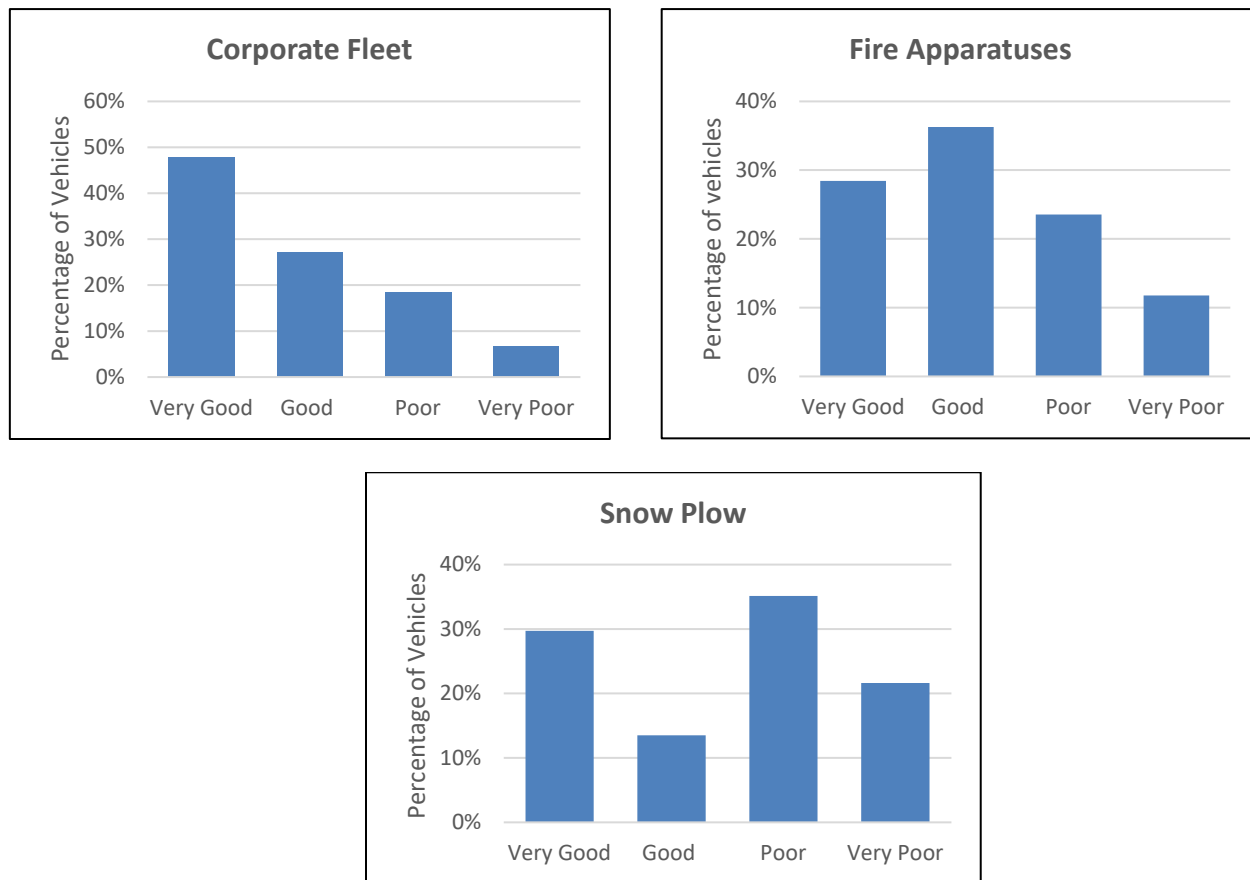 Corporate Fleet
Percentage of Vehicles
60%
50%
40%
30%
20%
10%
0%
Very Good Good Poor Very Poor
Fire Apparatuses
Percentage of vehicles
40%
30%
20%
10%
0%
Very Good Good Poor Very Poor
Snow Plow
Percentage of Vehicles
40%
30%
20%
10%
0%
Very Good Good Poor Very Poor